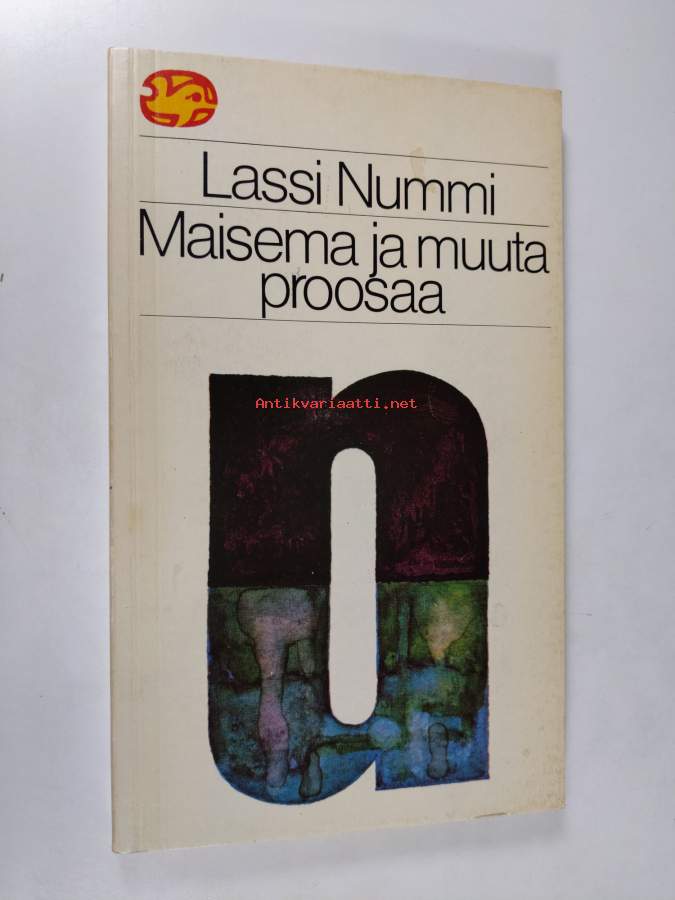 Lassi Nummi
Maisema ja muuta
proosaa
Antikvariaatti.net
n